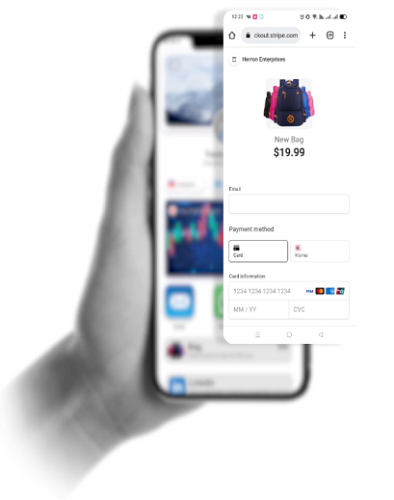 12:22
ckout.stripe.com
Herron Enterprises
New Bag
$19.99
Email
Payment method
Card
Klarna
Card information
1234 1234 1234 1234
VISA
MM / YY
CVC